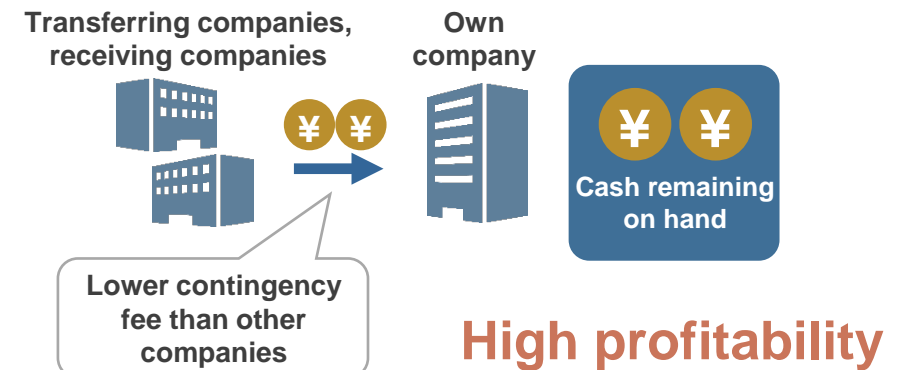 Transferring companies,
receiving companies
Own
company
¥ ¥
¥ ¥
Cash remaining
on hand
Lower contingency
fee than other
companies
High profitability